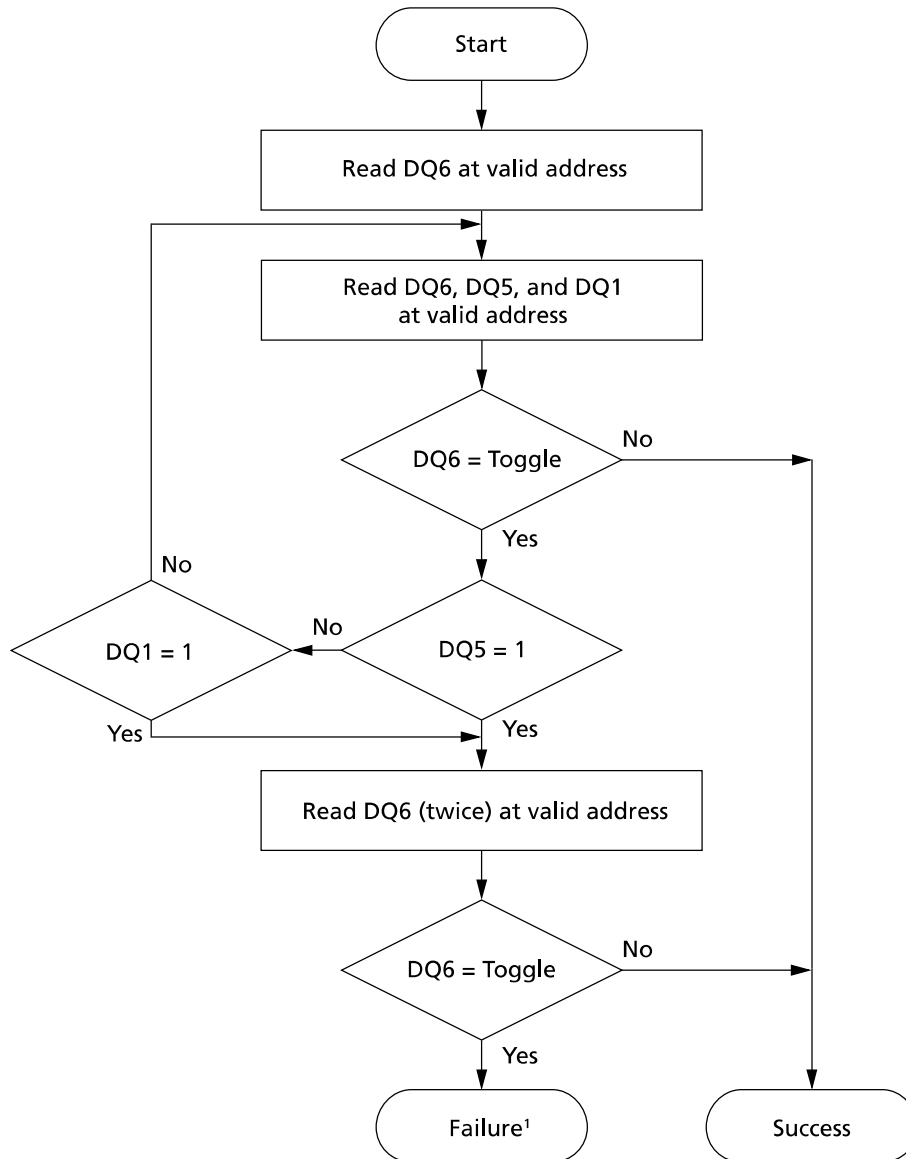 Start
Read DQ6 at valid address
Read DQ6, DQ5, and DQ1
at valid address
DQ6 = Toggle
No
Yes
No
DQ1 = 1
No
DQ5 = 1
Yes
Yes
Read DQ6 (twice) at valid address
DQ6 = Toggle
No
Yes
Failure¹
Success